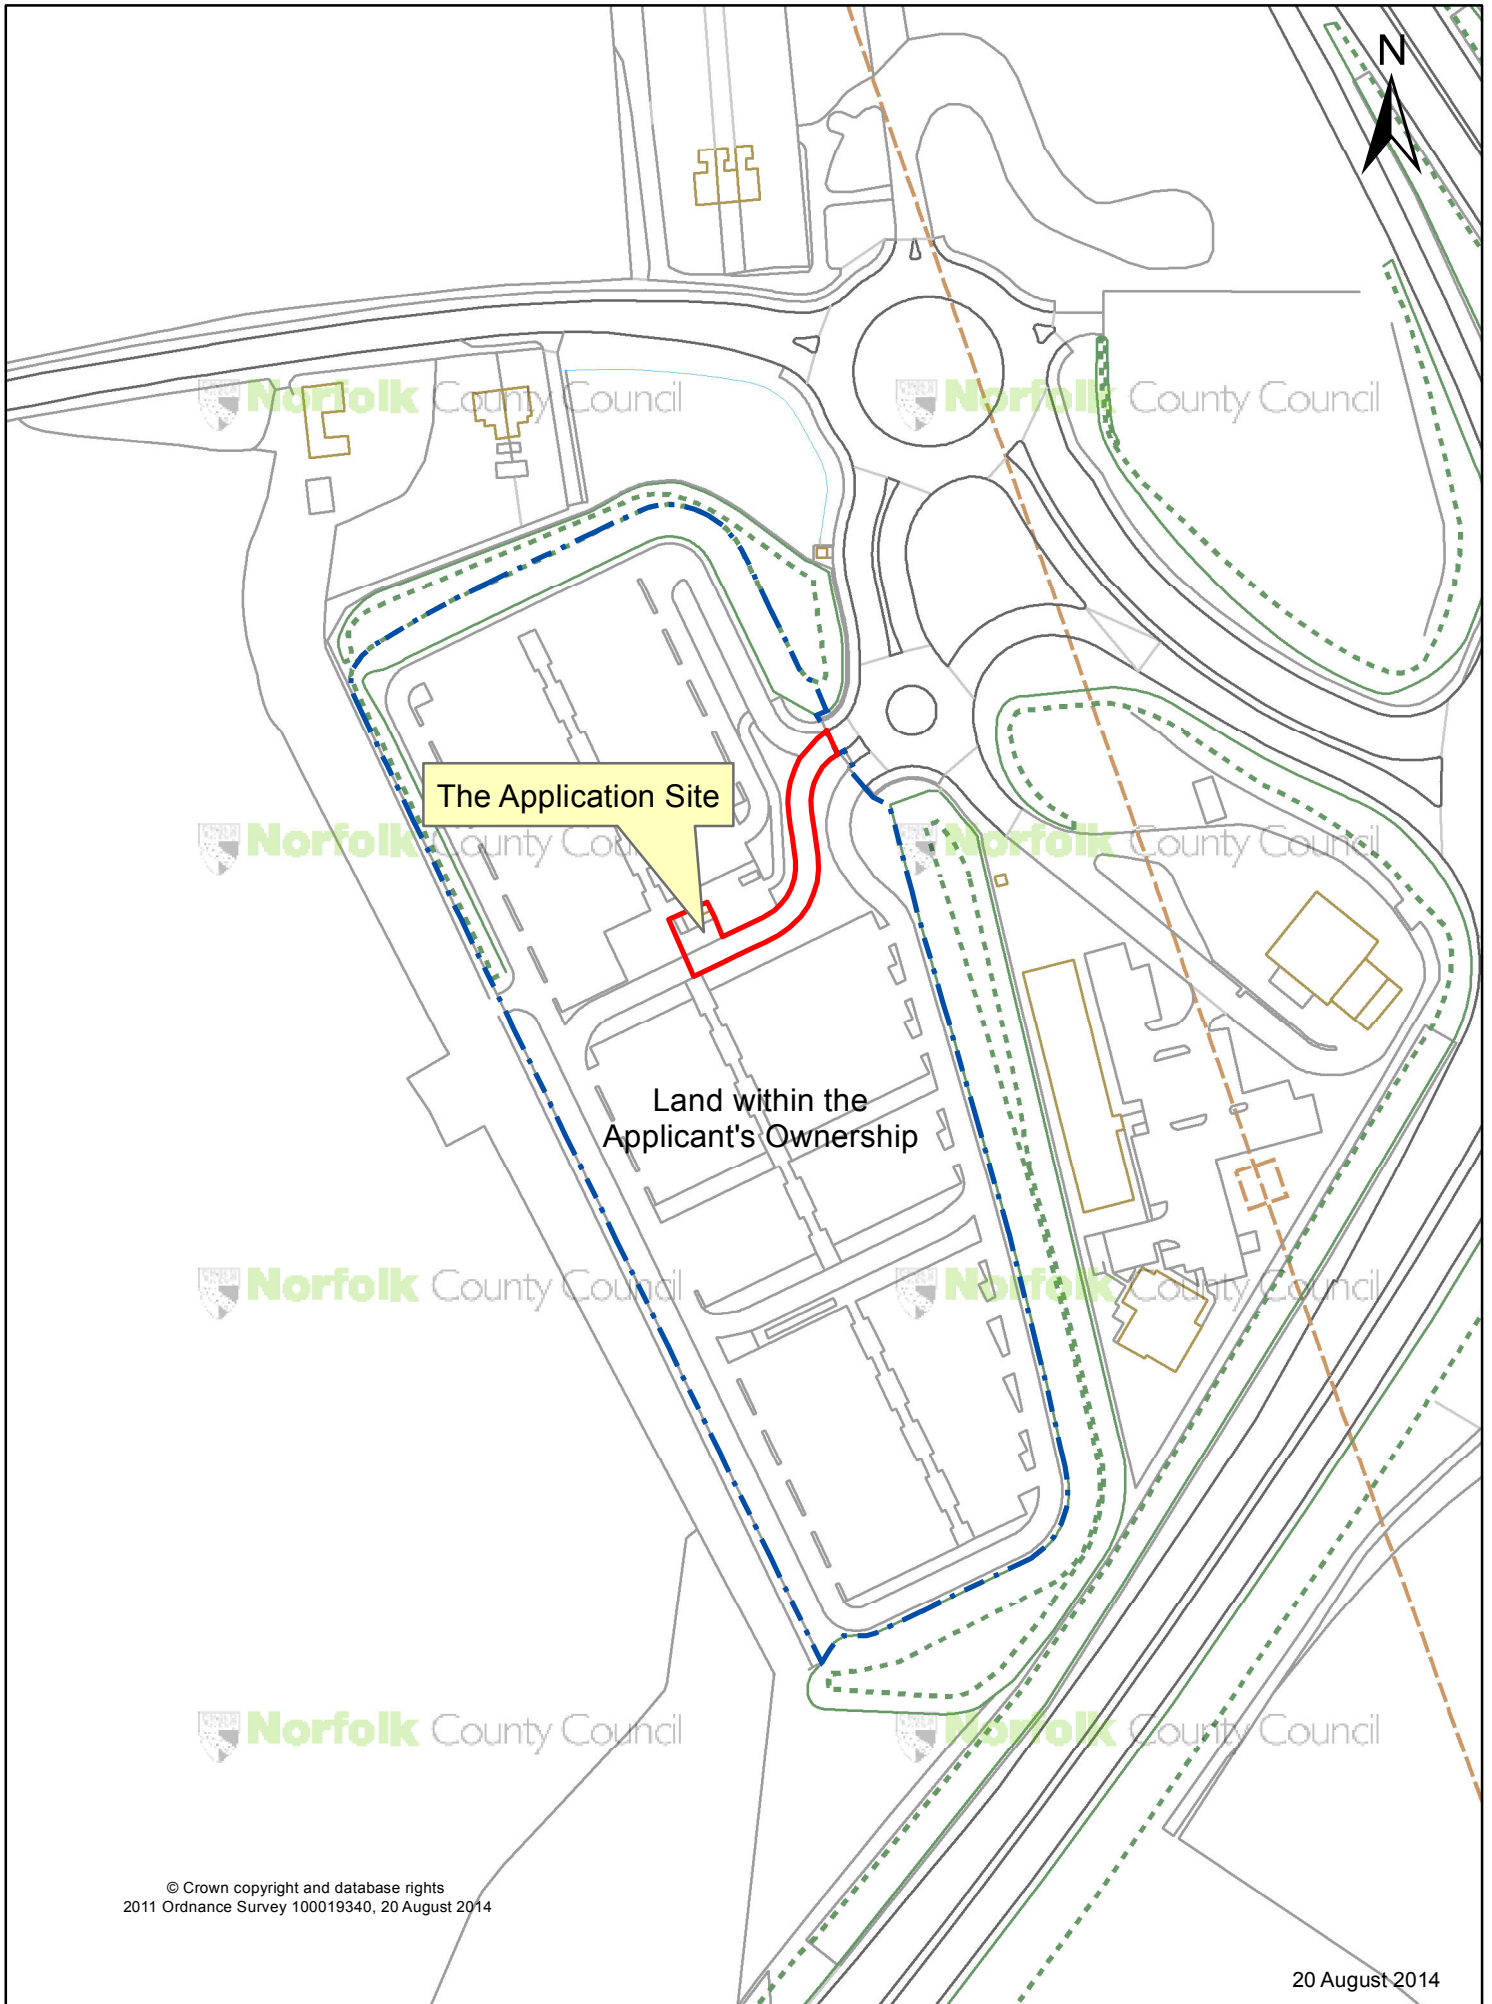 N
Norfolk County Council
Norfolk County Council
The Application Site
Norfolk County Council
Norfolk County Council
Land within the
Applicant's Ownership
Norfolk County Council
Norfolk County Council
Norfolk County Council
Norfolk County Council
© Crown copyright and database rights
2011 Ordnance Survey 100019340, 20 August 2014
20 August 2014